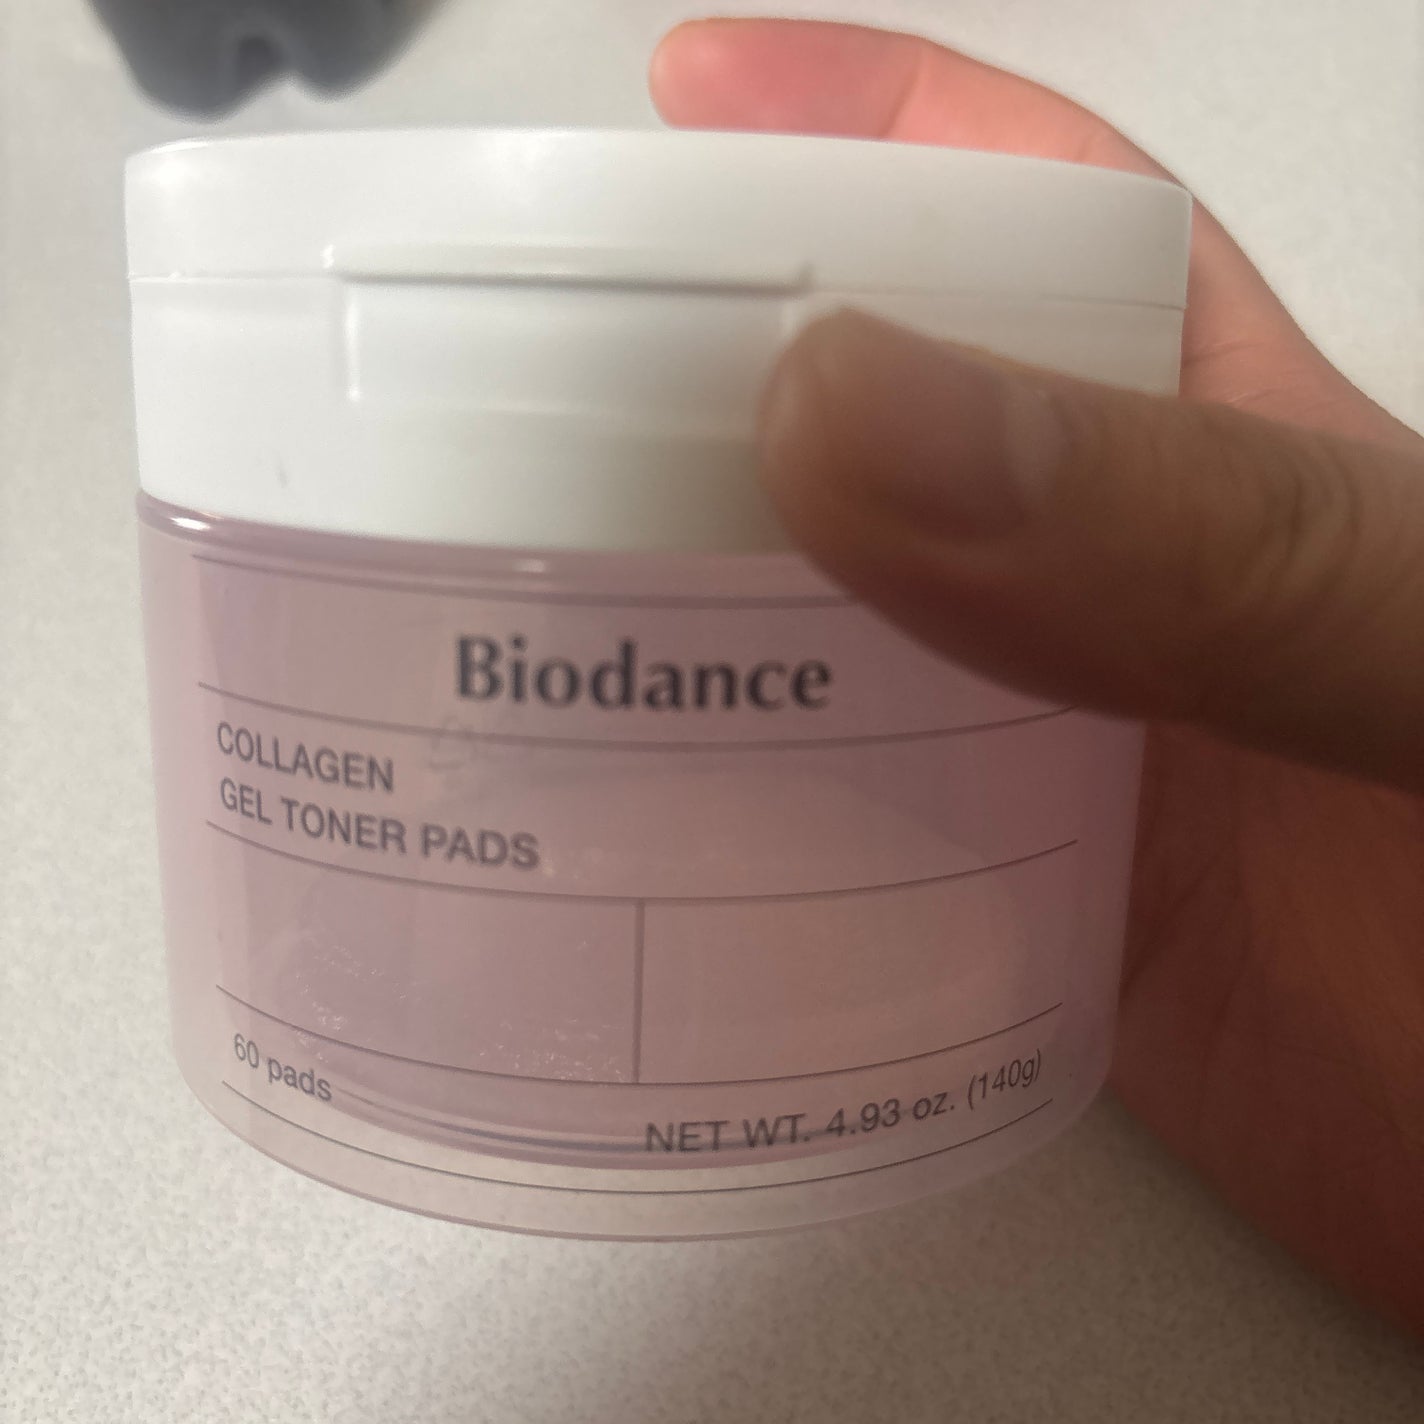 Biodance
COLLAGEN
GEL TONER PADS
60 pads
NET WT. 4.93 oz. (140g)